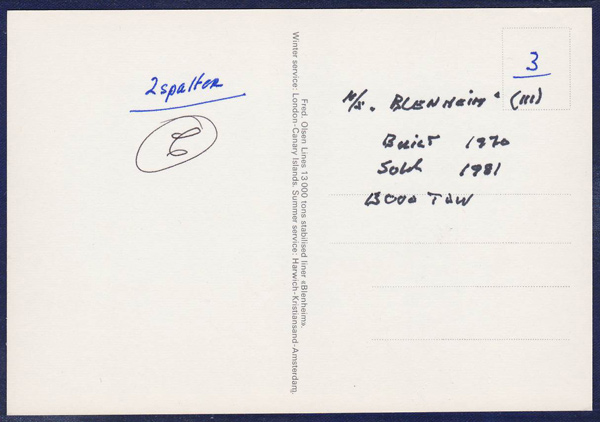 2spalter
E
Fred. Olsen Lines 13 000 tons stabilised liner «Blenheim».
Winter service: London-Canary Islands. Summer service: Harwich-Kristiansand-Amsterdam.
3
M/S. "BLENHEIM" (III)
Built 1970
Sold 1981
13000 TDW